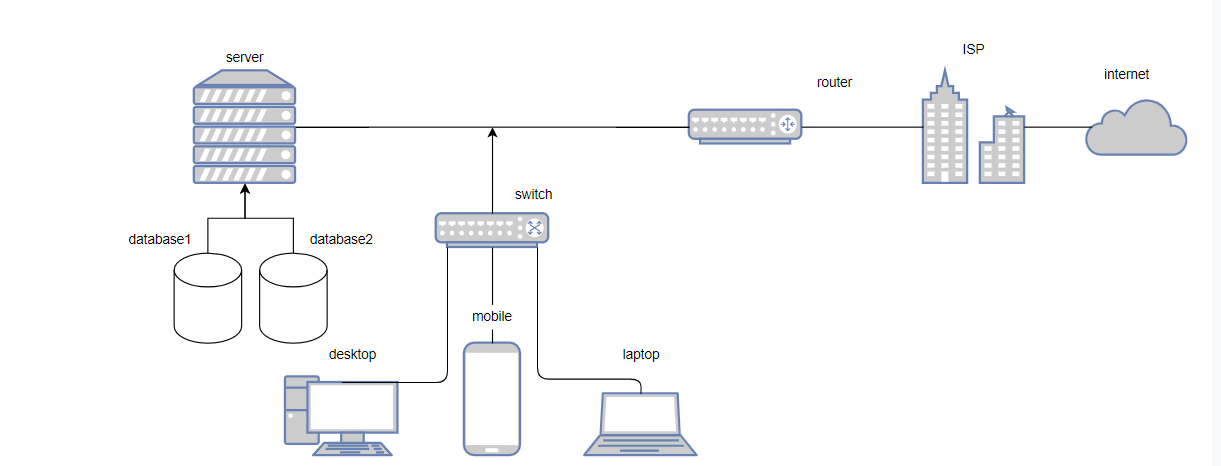 ISP
server
internet
router
switch
database1
database2
mobile
desktop
laptop